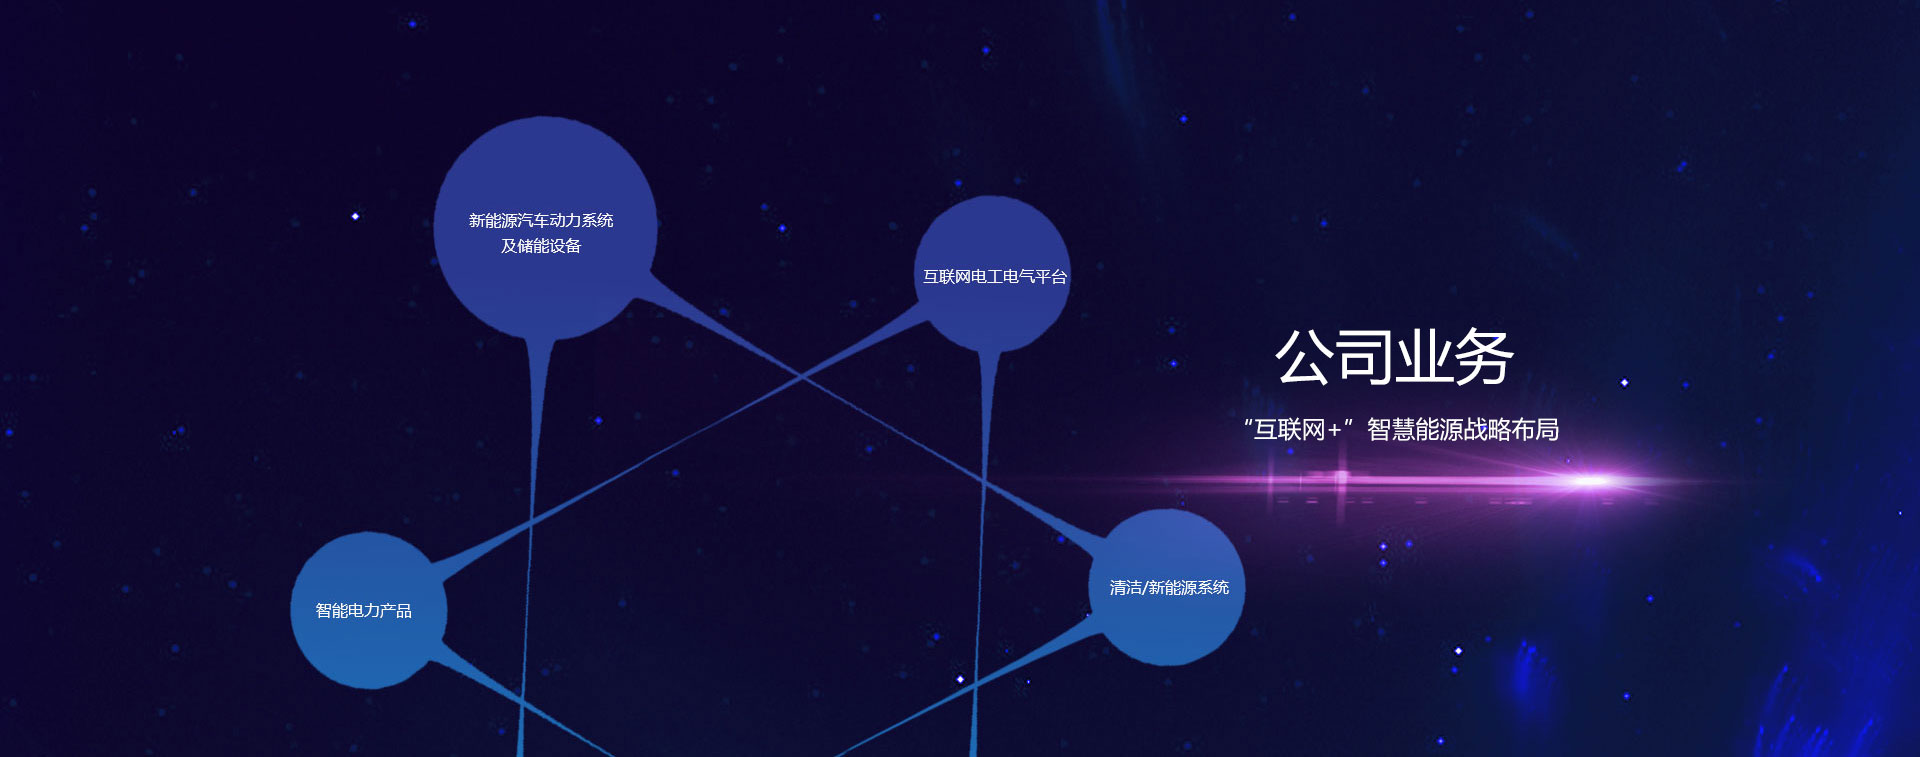 新能源汽车动力系统
及储能设备
互联网电工电气平台
公司业务
“互联网+”智慧能源战略布局
智能电力产品
清洁/新能源系统